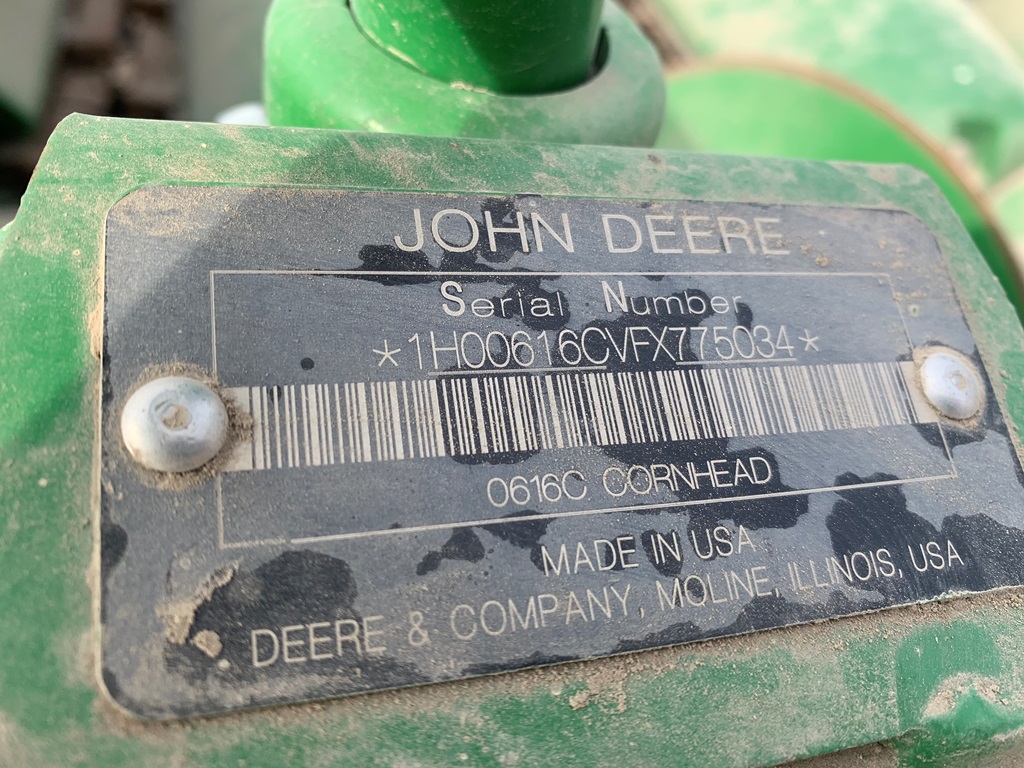 JOHN DEERE
Serial Number
*1H00616CVFX775034*
0616C CORNHEAD
MADE IN USA
DEERE & COMPANY, MOLINE, ILLINOIS, USA